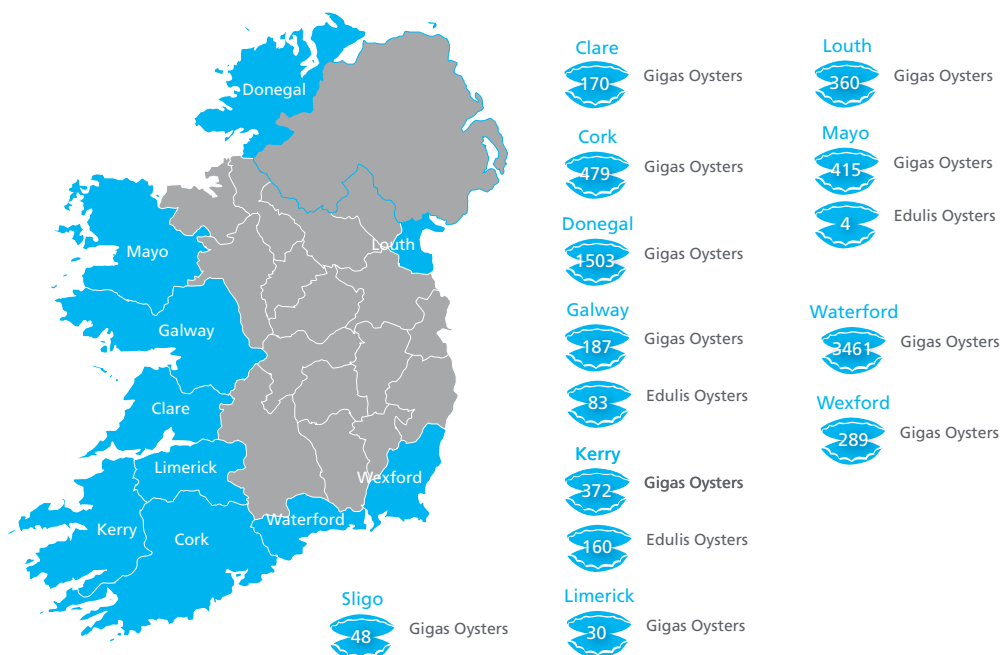 Donegal
Mayo
Louth
Galway
Clare
Limerick
Wexford
Kerry
Waterford
Cork
Sligo
48
Gigas Oysters
Clare
170
Gigas Oysters
Cork
479
Gigas Oysters
Donegal
1503
Gigas Oysters
Galway
187
Gigas Oysters
83
Edulis Oysters
Kerry
372
Gigas Oysters
160
Edulis Oysters
Limerick
30
Gigas Oysters
Louth
360
Gigas Oysters
Mayo
415
Gigas Oysters
4
Edulis Oysters
Waterford
3461
Gigas Oysters
Wexford
289
Gigas Oysters